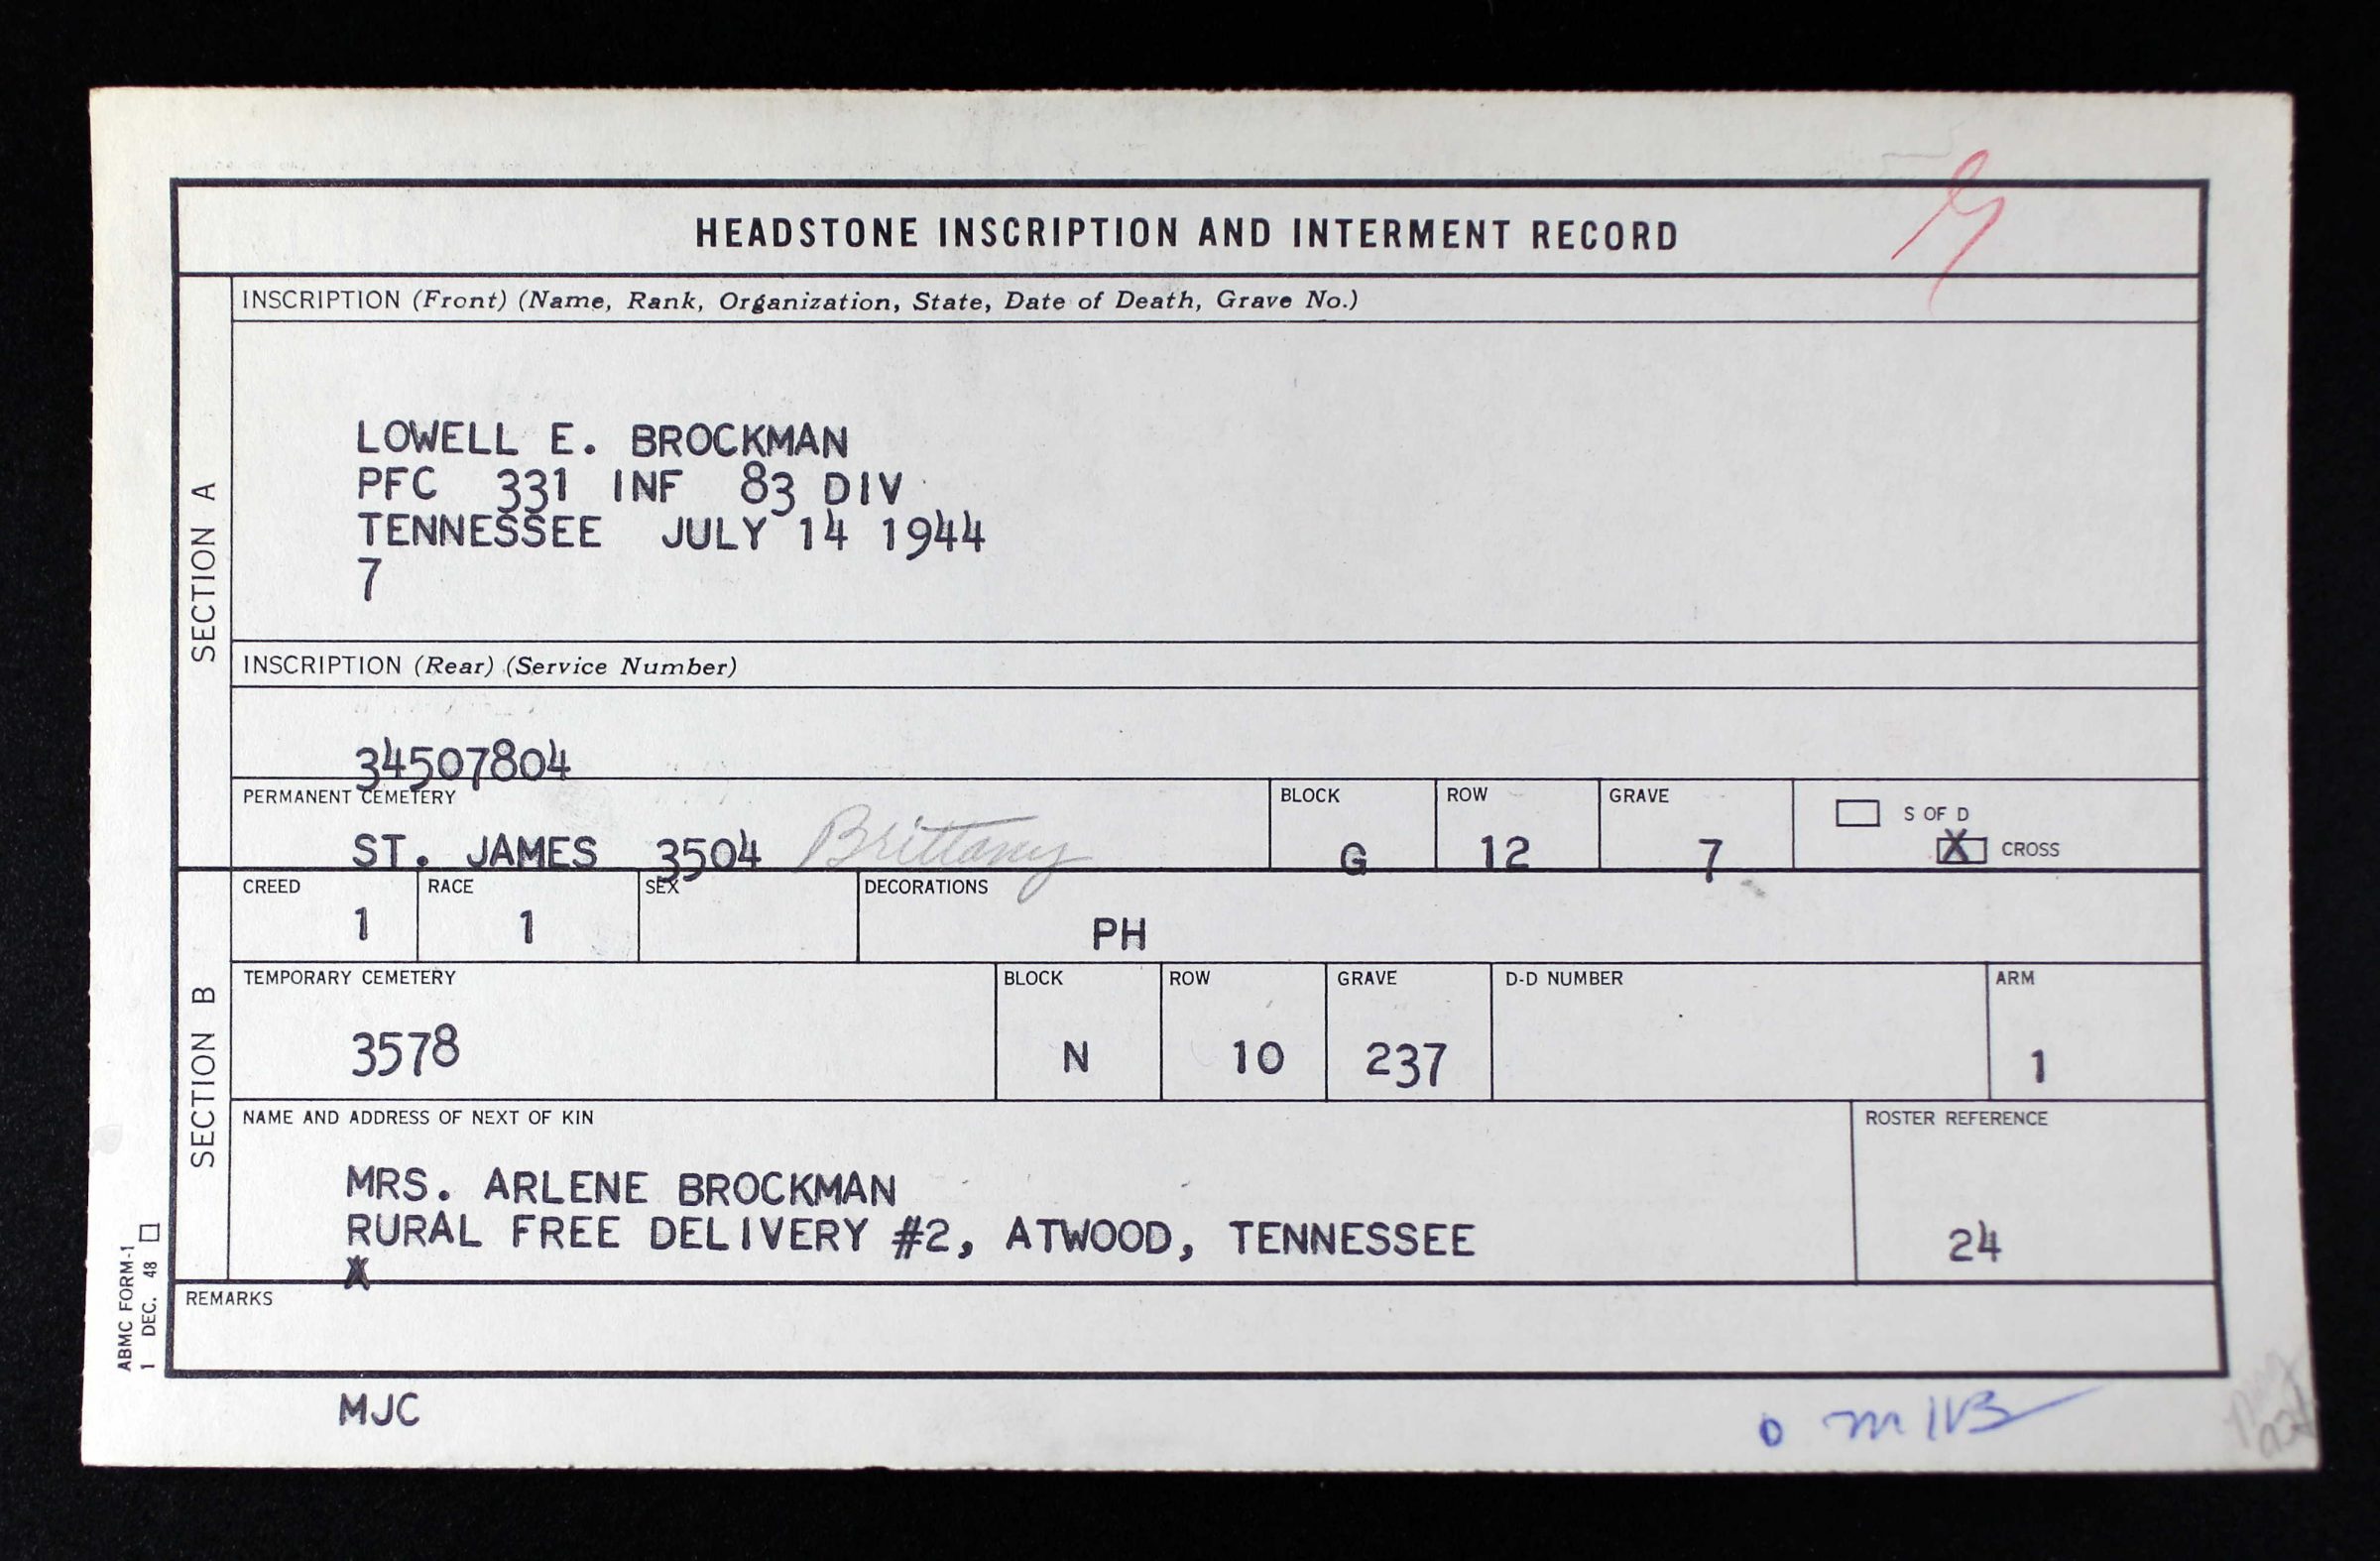 HEADSTONE INSCRIPTION AND INTERMENT RECORD
SECTION A
INSCRIPTION (Front) (Name, Rank, Organization, State, Date of Death, Grave No.)
LOWELL E. BROCKMAN
PFC 331 INF 83 DIV
TENNESSEE JULY 14 1944
7
INSCRIPTION (Rear) (Service Number)
34507804
PERMANENT CEMETERY
ST. JAMES 3504 Brittany
BLOCK
G
ROW
12
GRAVE
7
S OF D
X CROSS
SECTION B
CREED
1
RACE
1
SEX
DECORATIONS
PH
TEMPORARY CEMETERY
3578
BLOCK
N
ROW
10
GRAVE
237
D-D NUMBER
ARM
1
NAME AND ADDRESS OF NEXT OF KIN
MRS. ARLENE BROCKMAN
RURAL FREE DELIVERY #2, ATWOOD, TENNESSEE
ROSTER REFERENCE
24
REMARKS
ABMC FORM-1
1 DEC. 48
MJC